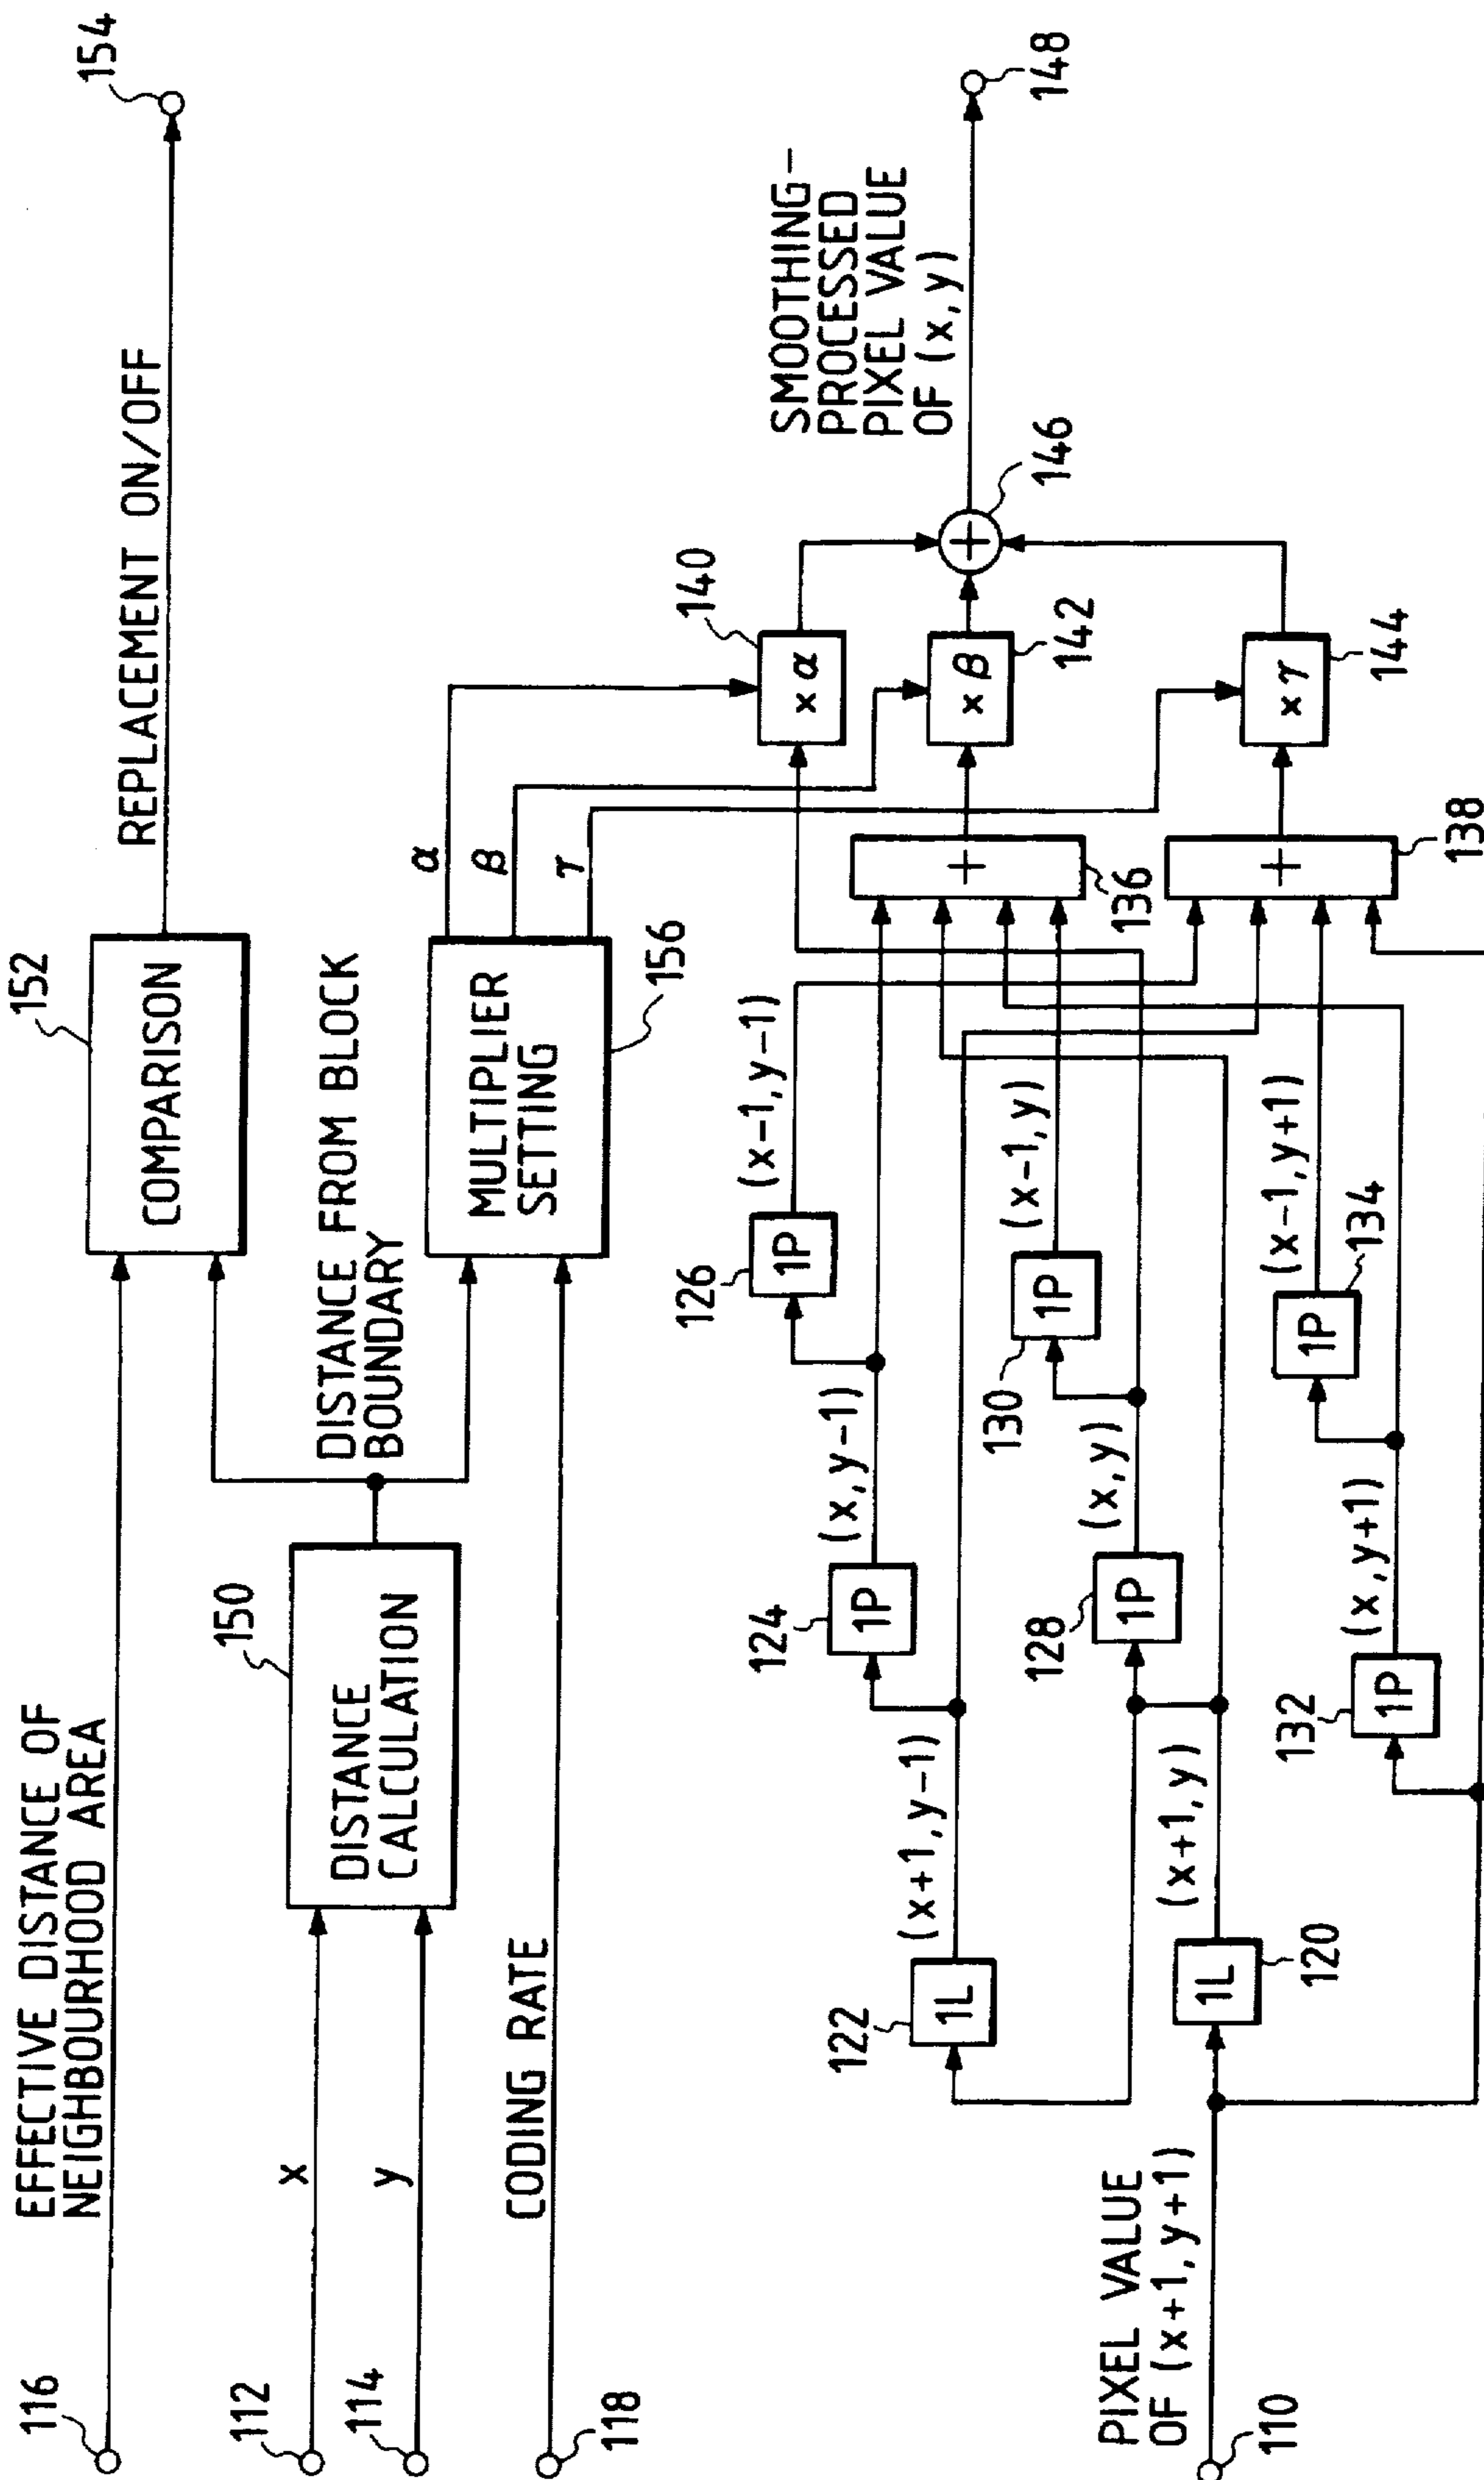 116
EFFECTIVE DISTANCE OF
NEIGHBOURHOOD AREA
152
COMPARISON
REPLACEMENT ON/OFF
154
112
x
114
y
150
DISTANCE
CALCULATION
DISTANCE FROM BLOCK
BOUNDARY
118
CODING RATE
MULTIPLIER
SETTING
156
α
β
γ
110
PIXEL VALUE
OF (x+1, y+1)
122
1L
(x+1, y-1)
124
1P
(x, y-1)
126
1P
(x-1, y-1)
120
1L
(x+1, y)
128
1P
(x, y)
130
1P
(x-1, y)
132
1P
(x, y+1)
134
1P
(x-1, y+1)
+
136
+
138
140
× α
× β
142
× γ
144
+
146
SMOOTHING-
PROCESSED
PIXEL VALUE
OF (x, y)
148